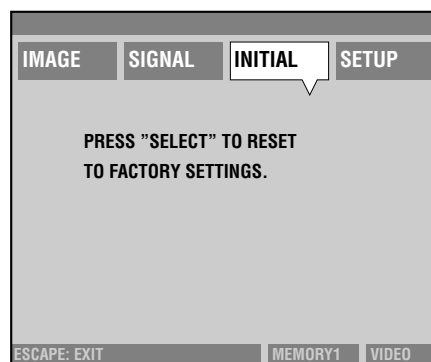 IMAGE SIGNAL INITIAL SETUP
PRESS ”SELECT” TO RESET
TO FACTORY SETTINGS.
ESCAPE: EXIT MEMORY1 VIDEO